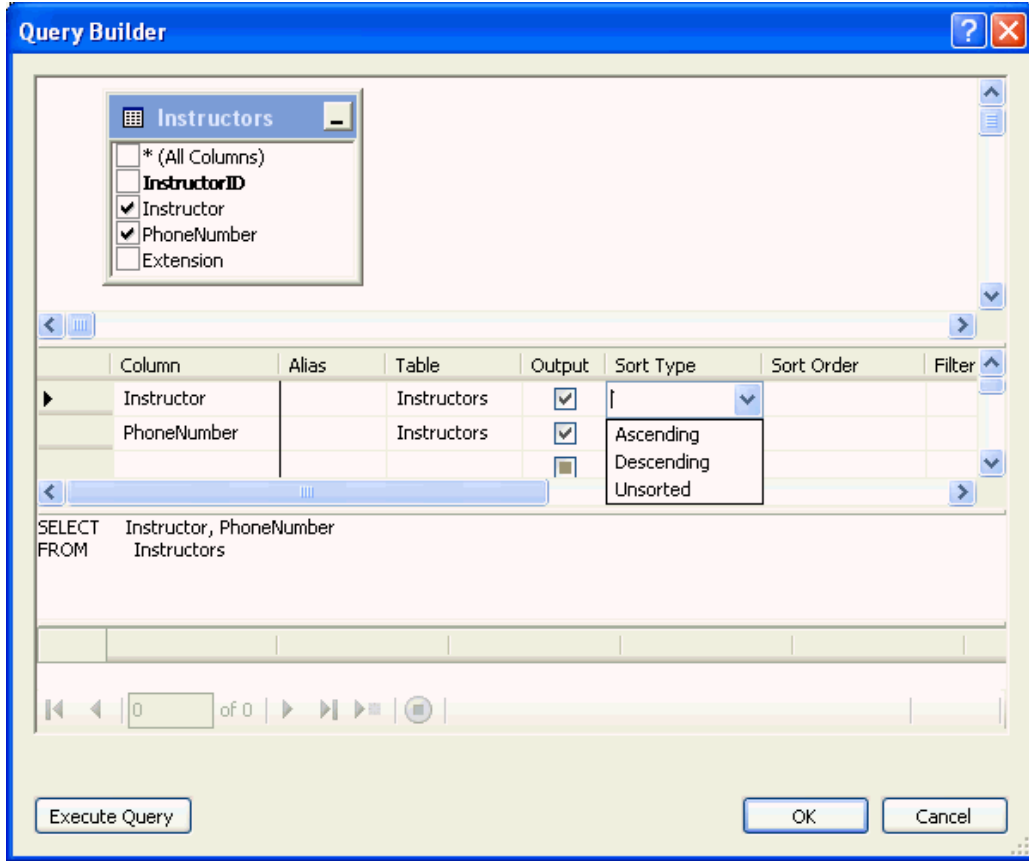 Query Builder
Instructors
* (All Columns)
InstructorID
Instructor
PhoneNumber
Extension
Column Alias Table Output Sort Type Sort Order Filter
Instructor Instructors
PhoneNumber Instructors
Ascending
Descending
Unsorted
SELECT Instructor, PhoneNumber
FROM Instructors
0 of 0
Execute Query OK Cancel